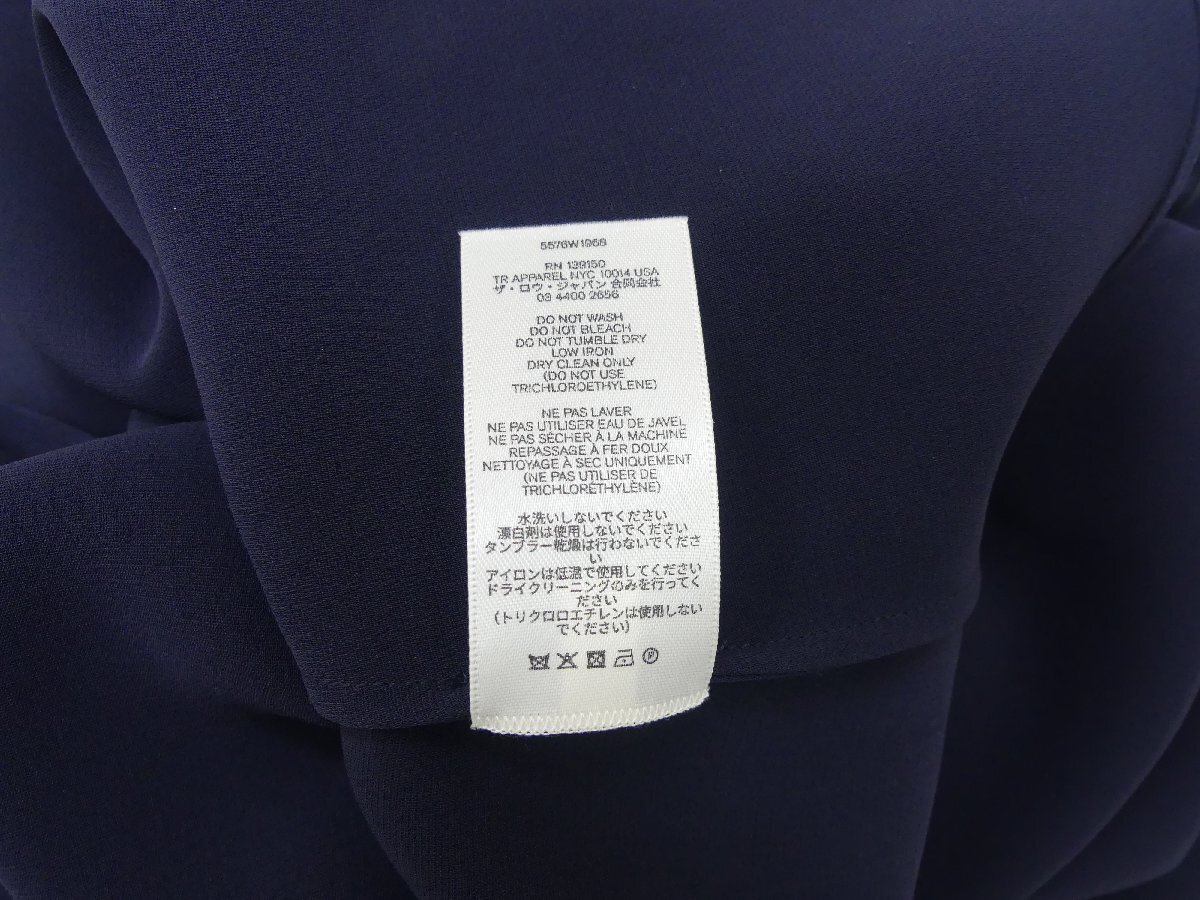 5576W1968
RN 139150
TR APPAREL NYC 10014 USA
ザ・ロウ・ジャパン 合同会社
03 4400 2656
DO NOT WASH
DO NOT BLEACH
DO NOT TUMBLE DRY
LOW IRON
DRY CLEAN ONLY
(DO NOT USE
TRICHLOROETHYLENE)
NE PAS LAVER
NE PAS UTILISER EAU DE JAVEL
NE PAS SÉCHER À LA MACHINE
REPASSAGE À FER DOUX
NETTOYAGE À SEC UNIQUEMENT
(NE PAS UTILISER DE
TRICHLORÉTHYLÈNE)
水洗いしないでください
漂白剤は使用しないでください
タンブラー乾燥は行わないでくださ
い
アイロンは低温で使用してください
ドライクリーニングのみを行ってく
ださい
(トリクロロエチレンは使用しない
でください)